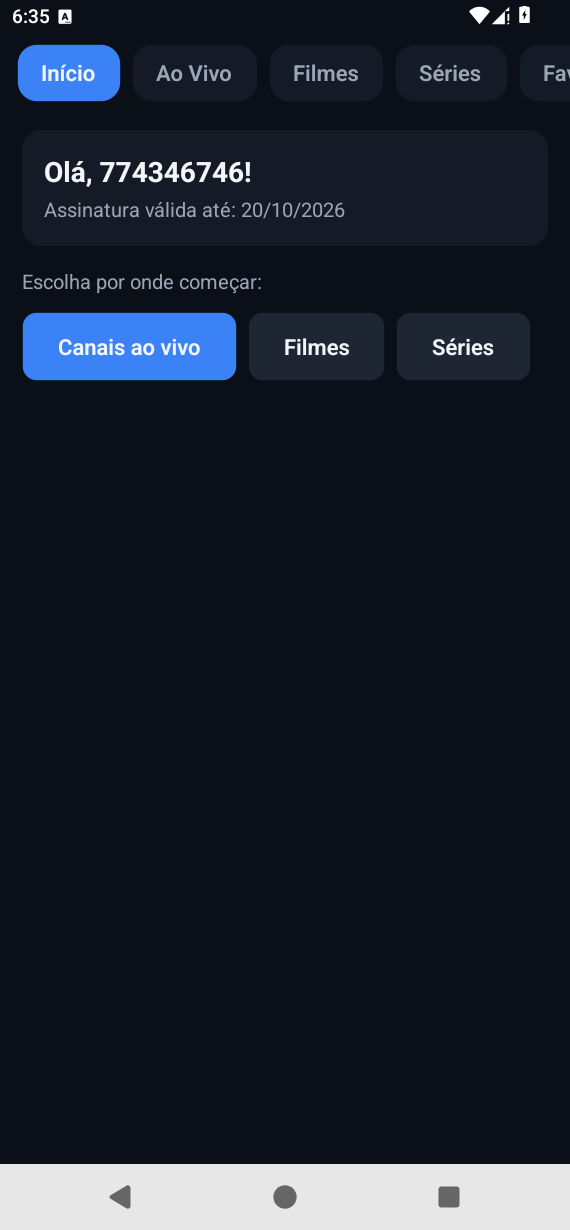 6:35 A
Início Ao Vivo Filmes Séries
Olá, 774346746!
Assinatura válida até: 20/10/2026
Escolha por onde começar:
Canais ao vivo Filmes Séries